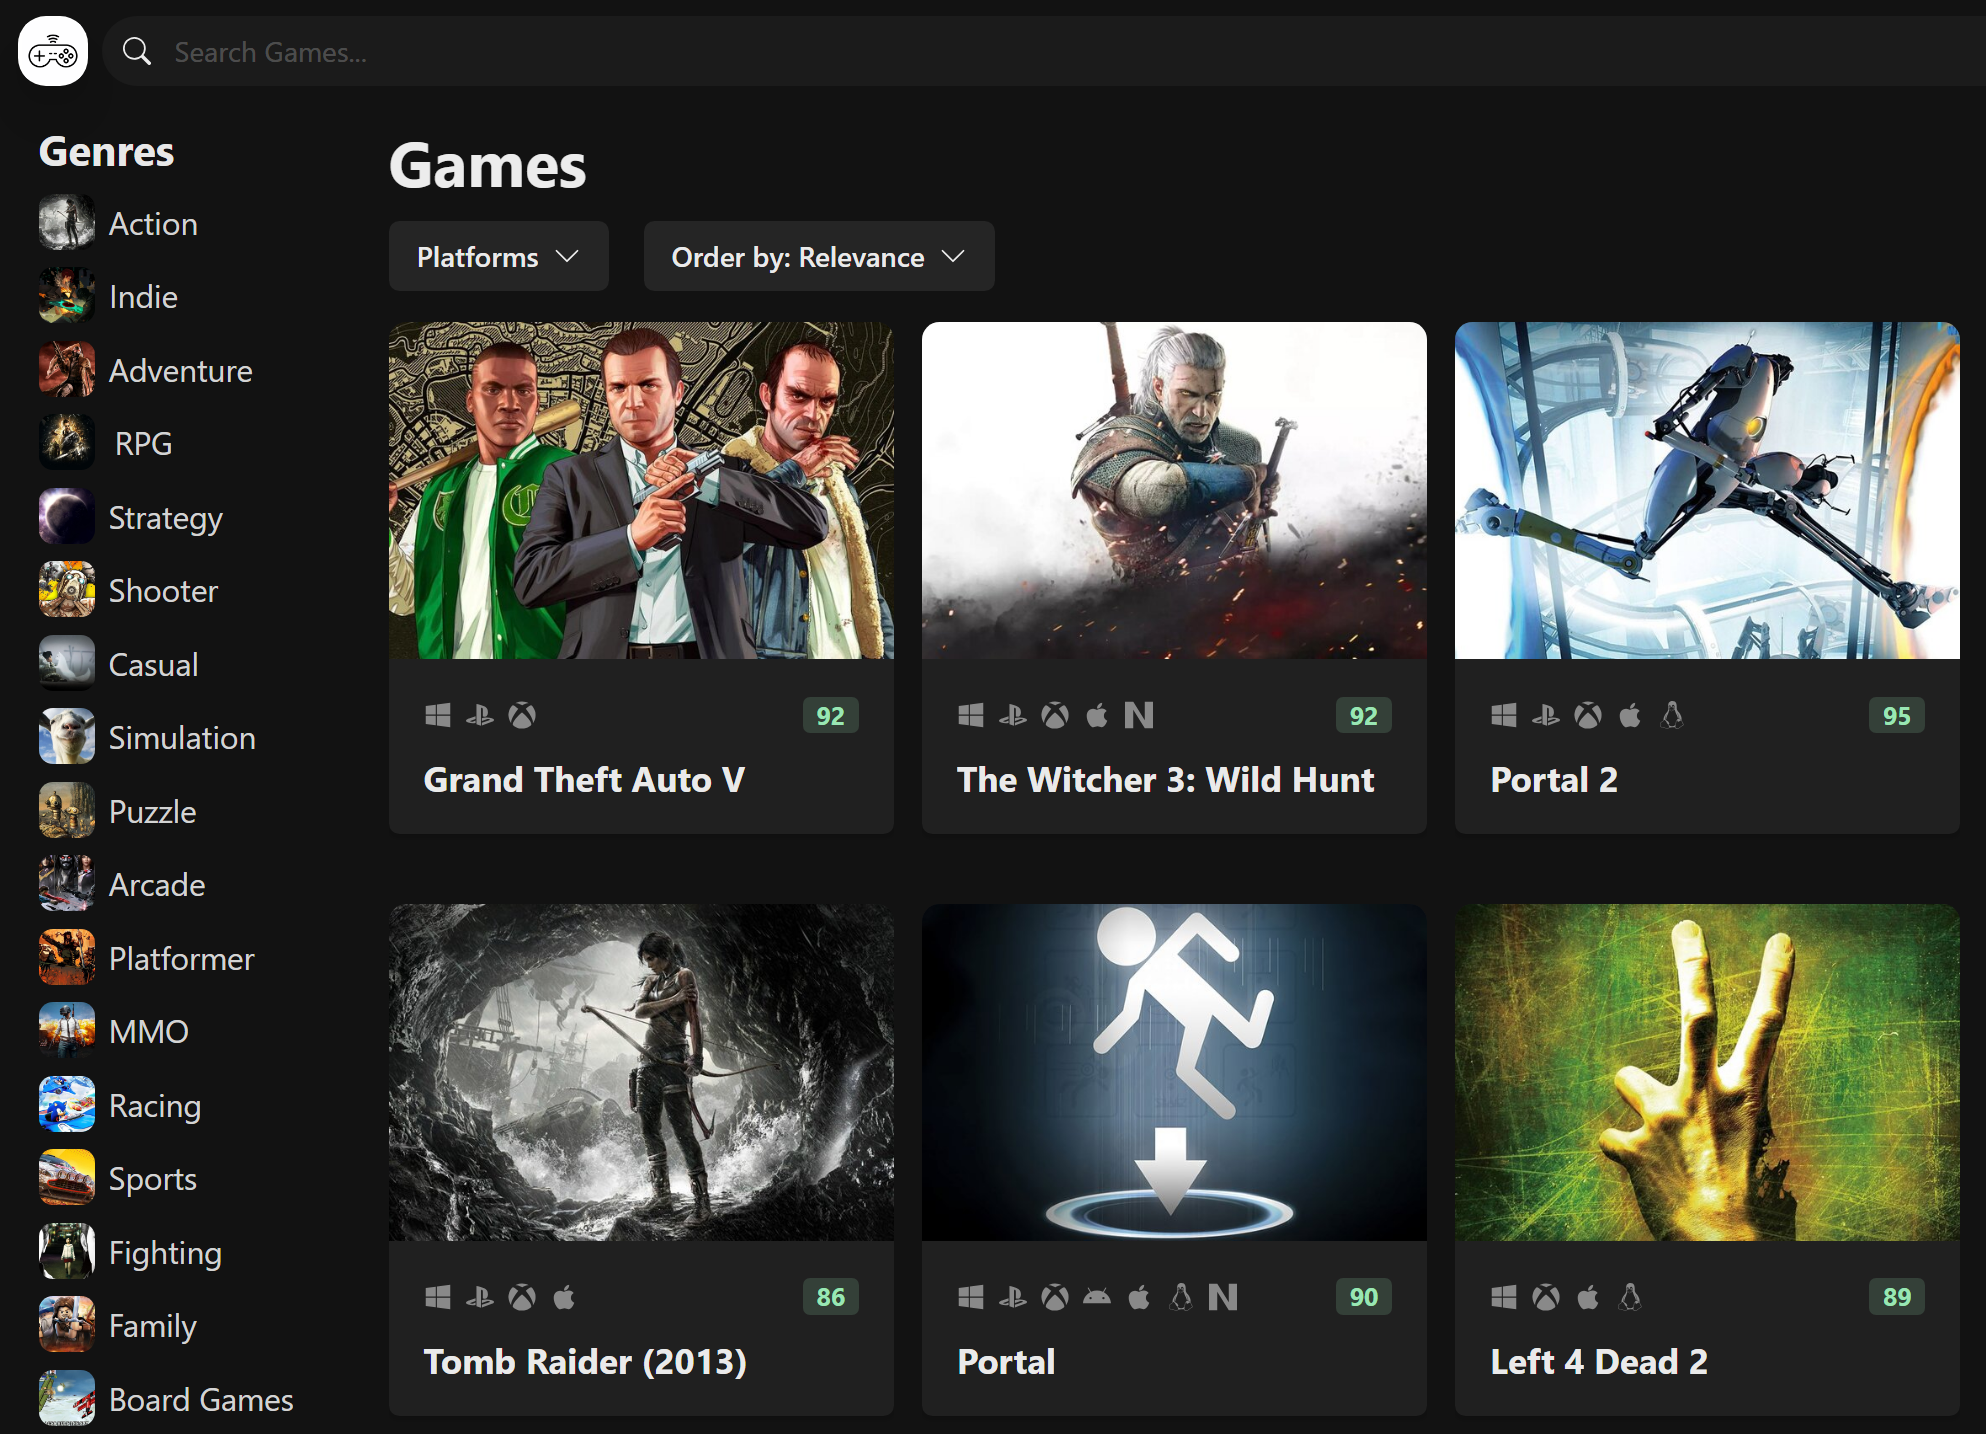 Search Games...
Genres
Action
Indie
Adventure
RPG
Strategy
Shooter
Casual
Simulation
Puzzle
Arcade
Platformer
MMO
Racing
Sports
Fighting
Family
Board Games
Games
Platforms
Order by: Relevance
92
Grand Theft Auto V
92
The Witcher 3: Wild Hunt
95
Portal 2
86
Tomb Raider (2013)
90
Portal
89
Left 4 Dead 2